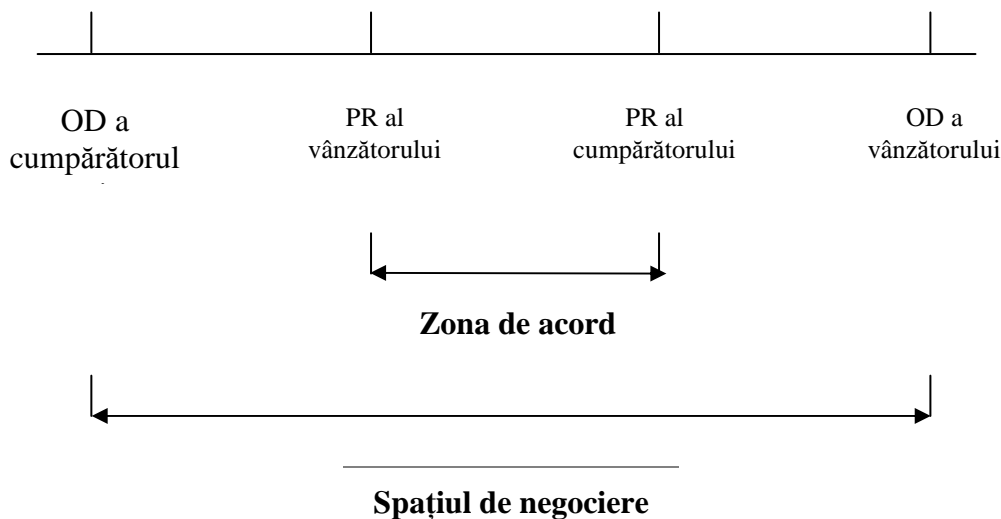 OD a
cumpărătorul
PR al
vânzătorului
PR al
cumpărătorului
OD a
vânzătorului
Zona de acord
Spațiul de negociere